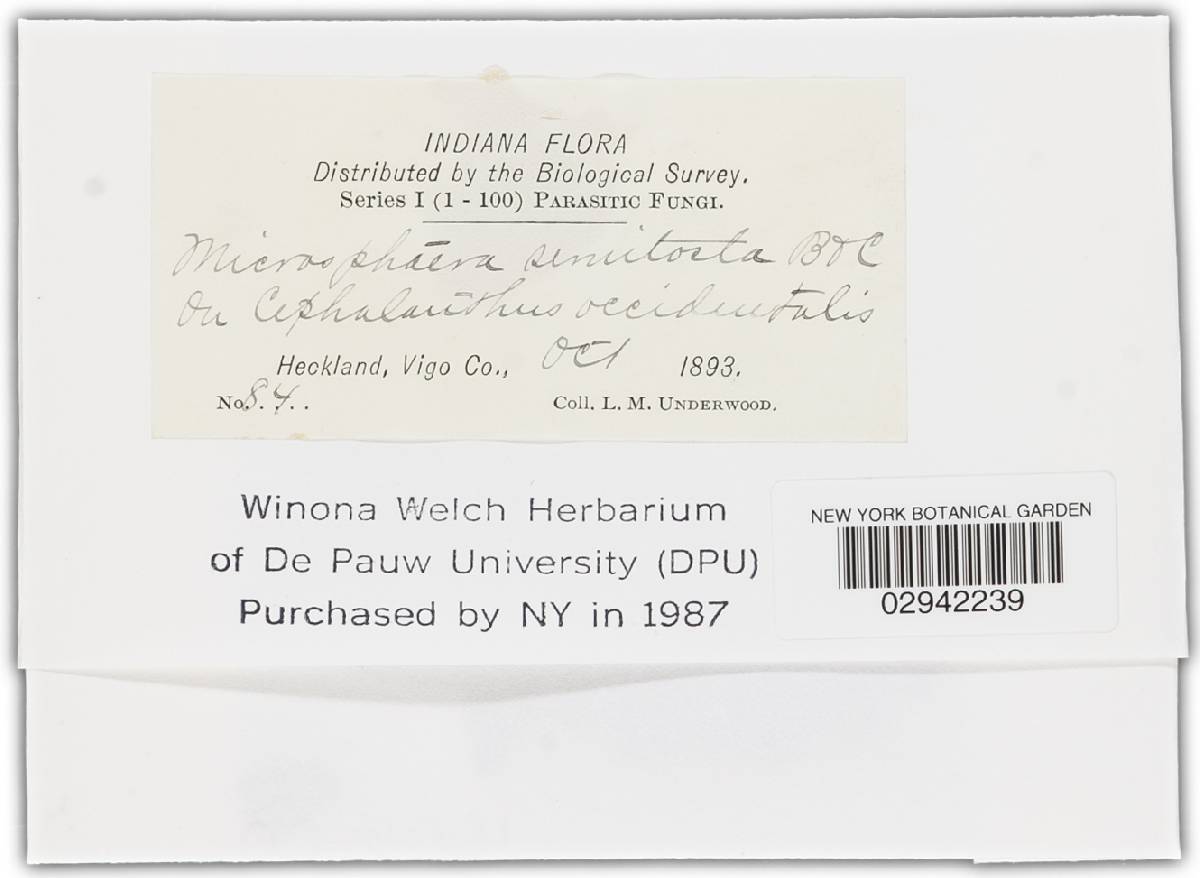 INDIANA FLORA
Distributed by the Biological Survey.
Series I (1 - 100) PARASITIC FUNGI.
Microsphaera semitosta B & C
On Cephalanthus occidentalis
Heckland, Vigo Co., Oct 1893.
No. 84..
Coll. L. M. UNDERWOOD.
Winona Welch Herbarium
of De Pauw University (DPU)
Purchased by NY in 1987
NEW YORK BOTANICAL GARDEN
02942239